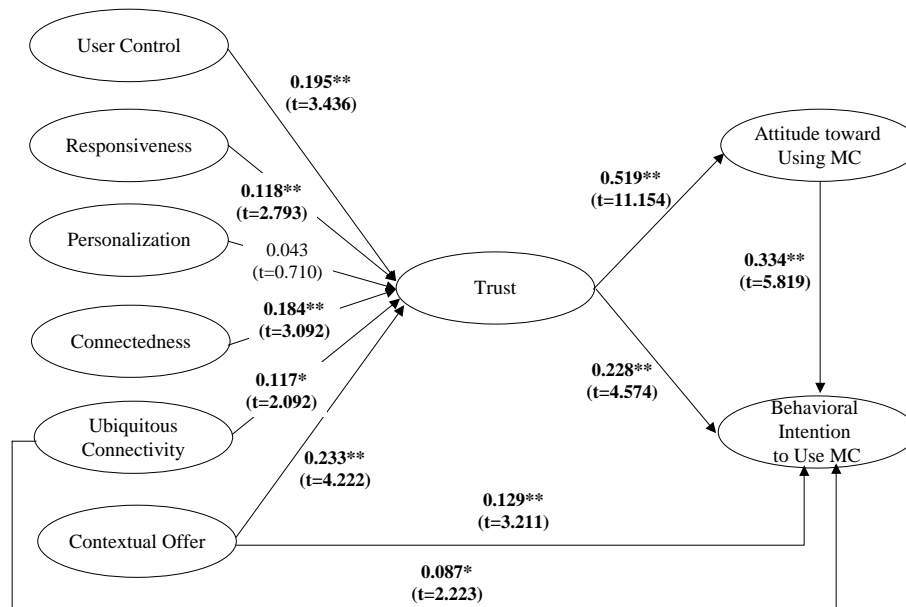 User Control
0.195**
(t=3.436)
Responsiveness
0.118**
(t=2.793)
Personalization
0.043
(t=0.710)
Connectedness
0.184**
(t=3.092)
Ubiquitous
Connectivity
0.117*
(t=2.092)
Contextual Offer
0.233**
(t=4.222)
Trust
0.519**
(t=11.154)
Attitude toward
Using MC
0.334**
(t=5.819)
0.228**
(t=4.574)
Behavioral
Intention
to Use MC
0.129**
(t=3.211)
0.087*
(t=2.223)